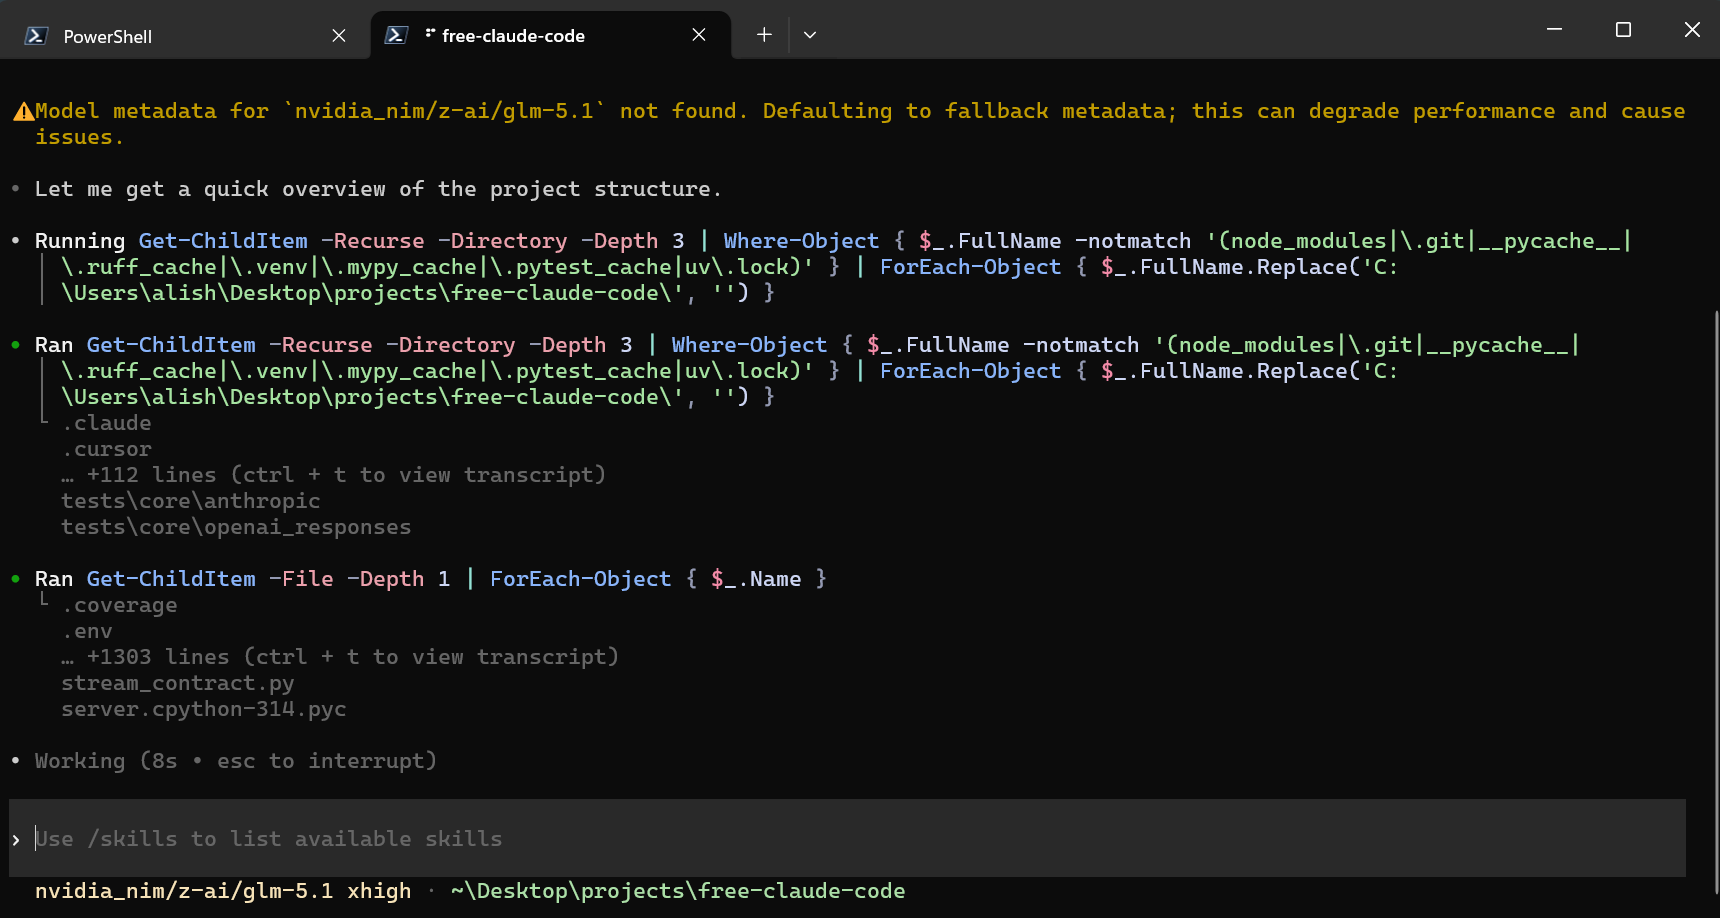 PowerShell
free-claude-code
⚠Model metadata for `nvidia_nim/z-ai/glm-5.1` not found. Defaulting to fallback metadata; this can degrade performance and cause
issues.
• Let me get a quick overview of the project structure.
• Running Get-ChildItem -Recurse -Directory -Depth 3 | Where-Object { $_.FullName -notmatch '(node_modules|\.git|__pycache__|
│ \.ruff_cache|\.venv|\.mypy_cache|\.pytest_cache|uv\.lock)' } | ForEach-Object { $_.FullName.Replace('C:
│ \Users\alish\Desktop\projects\free-claude-code\', '') }
• Ran Get-ChildItem -Recurse -Directory -Depth 3 | Where-Object { $_.FullName -notmatch '(node_modules|\.git|__pycache__|
│ \.ruff_cache|\.venv|\.mypy_cache|\.pytest_cache|uv\.lock)' } | ForEach-Object { $_.FullName.Replace('C:
│ \Users\alish\Desktop\projects\free-claude-code\', '') }
└ .claude
.cursor
… +112 lines (ctrl + t to view transcript)
tests\core\anthropic
tests\core\openai_responses
• Ran Get-ChildItem -File -Depth 1 | ForEach-Object { $_.Name }
└ .coverage
.env
… +1303 lines (ctrl + t to view transcript)
stream_contract.py
server.cpython-314.pyc
• Working (8s • esc to interrupt)
› Use /skills to list available skills
nvidia_nim/z-ai/glm-5.1 xhigh · ~\Desktop\projects\free-claude-code